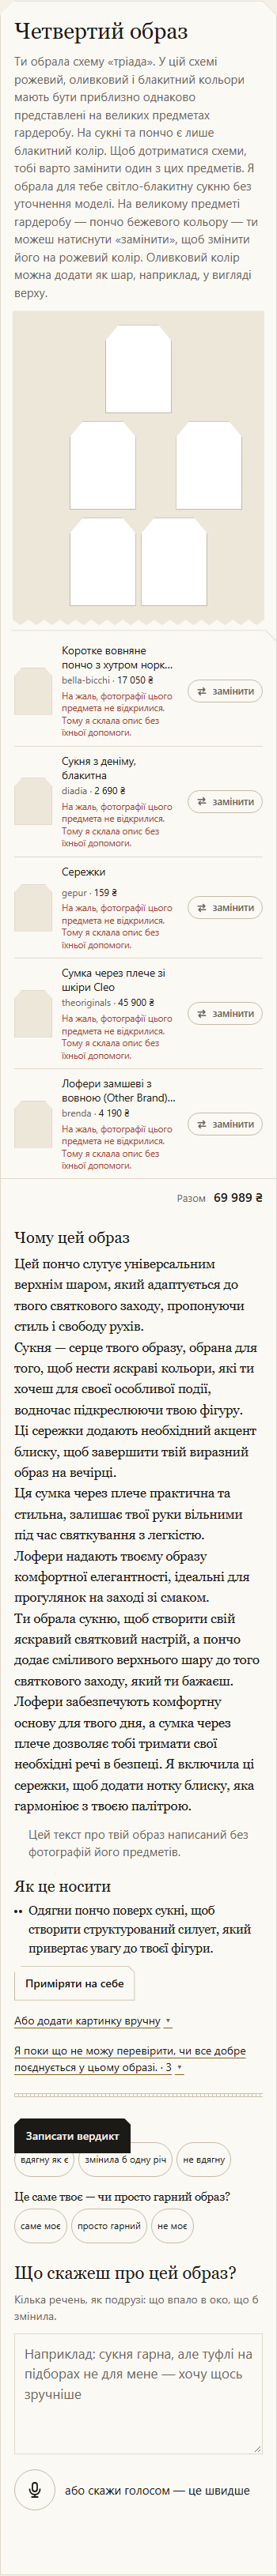 Четвертий образ
Ти обрала схему «тріада». У цій схемі
рожевий, оливковий і блакитний кольори
мають бути приблизно однаково
представлені на великих предметах
гардеробу. На сукні та пончо є лише
блакитний колір. Щоб дотриматися схеми,
тобі варто замінити один з цих предметів. Я
обрала для тебе світло-блакитну сукню без
уточнення моделі. На великому предметі
гардеробу — пончо бежевого кольору — ти
можеш натиснути «замінити», щоб змінити
його на рожевий колір. Оливковий колір
можна додати як шар, наприклад, у вигляді
верху.
Коротке вовняне
пончо з хутром норк...
bella-bicchi · 17 050 ₴
На жаль, фотографії цього
предмета не відкрилися.
Тому я склала опис без
їхньої допомоги.
замінити
Сукня з деніму,
блакитна
diadia · 2 690 ₴
На жаль, фотографії цього
предмета не відкрилися.
Тому я склала опис без
їхньої допомоги.
замінити
Сережки
gepur · 159 ₴
На жаль, фотографії цього
предмета не відкрилися.
Тому я склала опис без
їхньої допомоги.
замінити
Сумка через плече зі
шкіри Cleo
theoriginals · 45 900 ₴
На жаль, фотографії цього
предмета не відкрилися.
Тому я склала опис без
їхньої допомоги.
замінити
Лофери замшеві з
вовною (Other Brand)...
brenda · 4 190 ₴
На жаль, фотографії цього
предмета не відкрилися.
Тому я склала опис без
їхньої допомоги.
замінити
Разом 69 989 ₴
Чому цей образ
Цей пончо слугує універсальним
верхнім шаром, який адаптується до
твого святкового заходу, пропонуючи
стиль і свободу рухів.
Сукня — серце твого образу, обрана для
того, щоб нести яскраві кольори, які ти
хочеш для своєї особливої події,
водночас підкреслюючи твою фігуру.
Ці сережки додають необхідний акцент
блиску, щоб завершити твій виразний
образ на вечірці.
Ця сумка через плече практична та
стильна, залишає твої руки вільними
під час святкування з легкістю.
Лофери надають твоєму образу
комфортної елегантності, ідеальні для
прогулянок на заході зі смаком.
Ти обрала сукню, щоб створити свій
яскравий святковий настрій, а пончо
додає сміливого верхнього шару до того
святкового заходу, який ти бажаєш.
Лофери забезпечують комфортну
основу для твого дня, а сумка через
плече дозволяє тобі тримати свої
необхідні речі в безпеці. Я включила ці
сережки, щоб додати нотку блиску, яка
гармоніює з твоєю палітрою.
Цей текст про твій образ написаний без
фотографій його предметів.
Як це носити
Одягни пончо поверх сукні, щоб
створити структурований силует, який
привертає увагу до твоєї фігури.
Приміряти на себе
Або додати картинку вручну
Я поки що не можу перевірити, чи все добре
поєднується у цьому образі. · 3
Записати вердикт
вдягну як є
змінила б одну річ
не вдягну
Це саме твоє — чи просто гарний образ?
саме моє
просто гарний
не моє
Що скажеш про цей образ?
Кілька речень, як подрузі: що впало в око, що б
змінила.
Наприклад: сукня гарна, але туфлі на
підборах не для мене — хочу щось
зручніше
або скажи голосом — це швидше